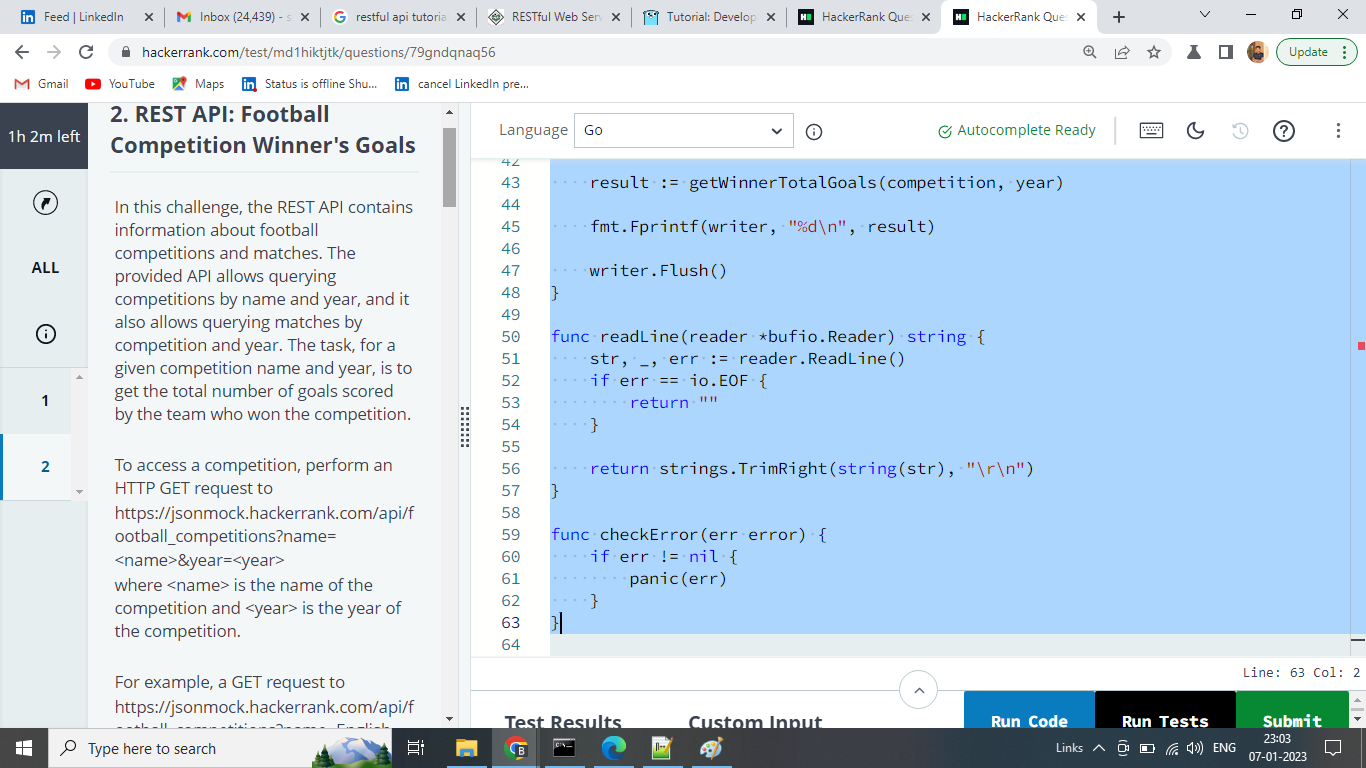 Feed | LinkedIn
Inbox (24,439) - s
restful api tutoria
RESTful Web Serv
Tutorial: Develop
HackerRank Ques
HackerRank Ques
hackerrank.com/test/md1hiktjtk/questions/79gndqnaq56
Update
Gmail
YouTube
Maps
Status is offline Shu...
cancel LinkedIn pre...
1h 2m left
ALL
1
2
2. REST API: Football
Competition Winner's Goals
In this challenge, the REST API contains
information about football
competitions and matches. The
provided API allows querying
competitions by name and year, and it
also allows querying matches by
competition and year. The task, for a
given competition name and year, is to
get the total number of goals scored
by the team who won the competition.
To access a competition, perform an
HTTP GET request to
https://jsonmock.hackerrank.com/api/f
ootball_competitions?name=
<name>&year=<year>
where <name> is the name of the
competition and <year> is the year of
the competition.
For example, a GET request to
https://jsonmock.hackerrank.com/api/f
ootball_competitions?name=English
Language
Go
Autocomplete Ready
42
43 result := getWinnerTotalGoals(competition, year)
44
45 fmt.Fprintf(writer, "%d\n", result)
46
47 writer.Flush()
48 }
49
50 func readLine(reader *bufio.Reader) string {
51 str, _, err := reader.ReadLine()
52 if err == io.EOF {
53 return ""
54 }
55
56 return strings.TrimRight(string(str), "\r\n")
57 }
58
59 func checkError(err error) {
60 if err != nil {
61 panic(err)
62 }
63 }
64
Line: 63 Col: 2
Test Results
Custom Input
Run Code
Run Tests
Submit
Type here to search
Links
ENG
23:03
07-01-2023